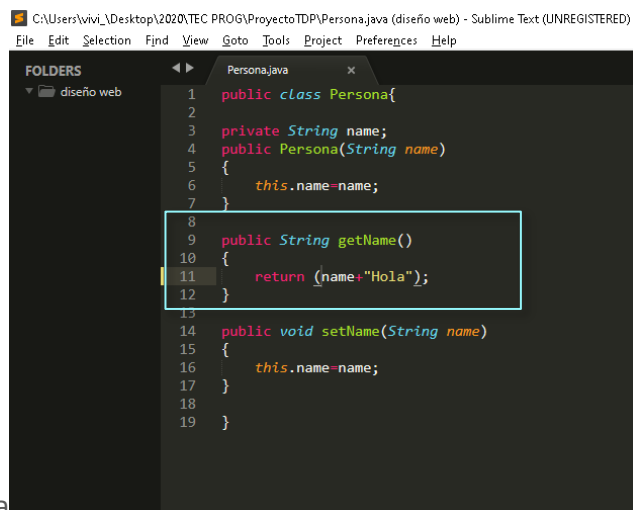 C:\Users\vivi_\Desktop\2020\TEC PROG\ProyectoTDP\Persona.java (diseño web) - Sublime Text (UNREGISTERED)
File Edit Selection Find View Goto Tools Project Preferences Help
FOLDERS
diseño web
Persona.java ×
1 public class Persona{
2
3 private String name;
4 public Persona(String name)
5 {
6 this.name=name;
7 }
8
9 public String getName()
10 {
11 return (name+"Hola");
12 }
13
14 public void setName(String name)
15 {
16 this.name=name;
17 }
18
19 }
a